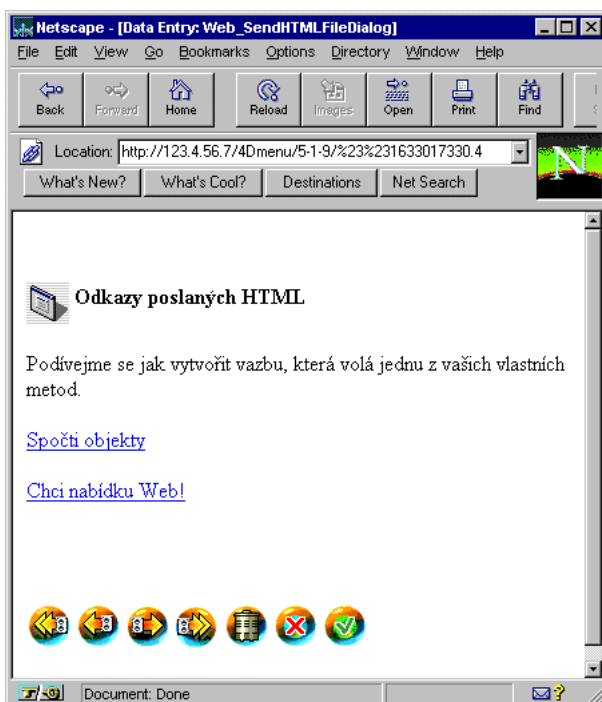 Netscape - [Data Entry: Web_SendHTMLFileDialog]
File Edit View Go Bookmarks Options Directory Window Help
Back Forward Home Reload Images Open Print Find
Location: http://123.4.56.7/4Dmenu/5-1-9/%23%231633017330.4
What's New? What's Cool? Destinations Net Search
N
Odkazy poslaných HTML
Podívejme se jak vytvořit vazbu, která volá jednu z vašich vlastních
metod.
Spočti objekty
Chci nabídku Web!
Document: Done